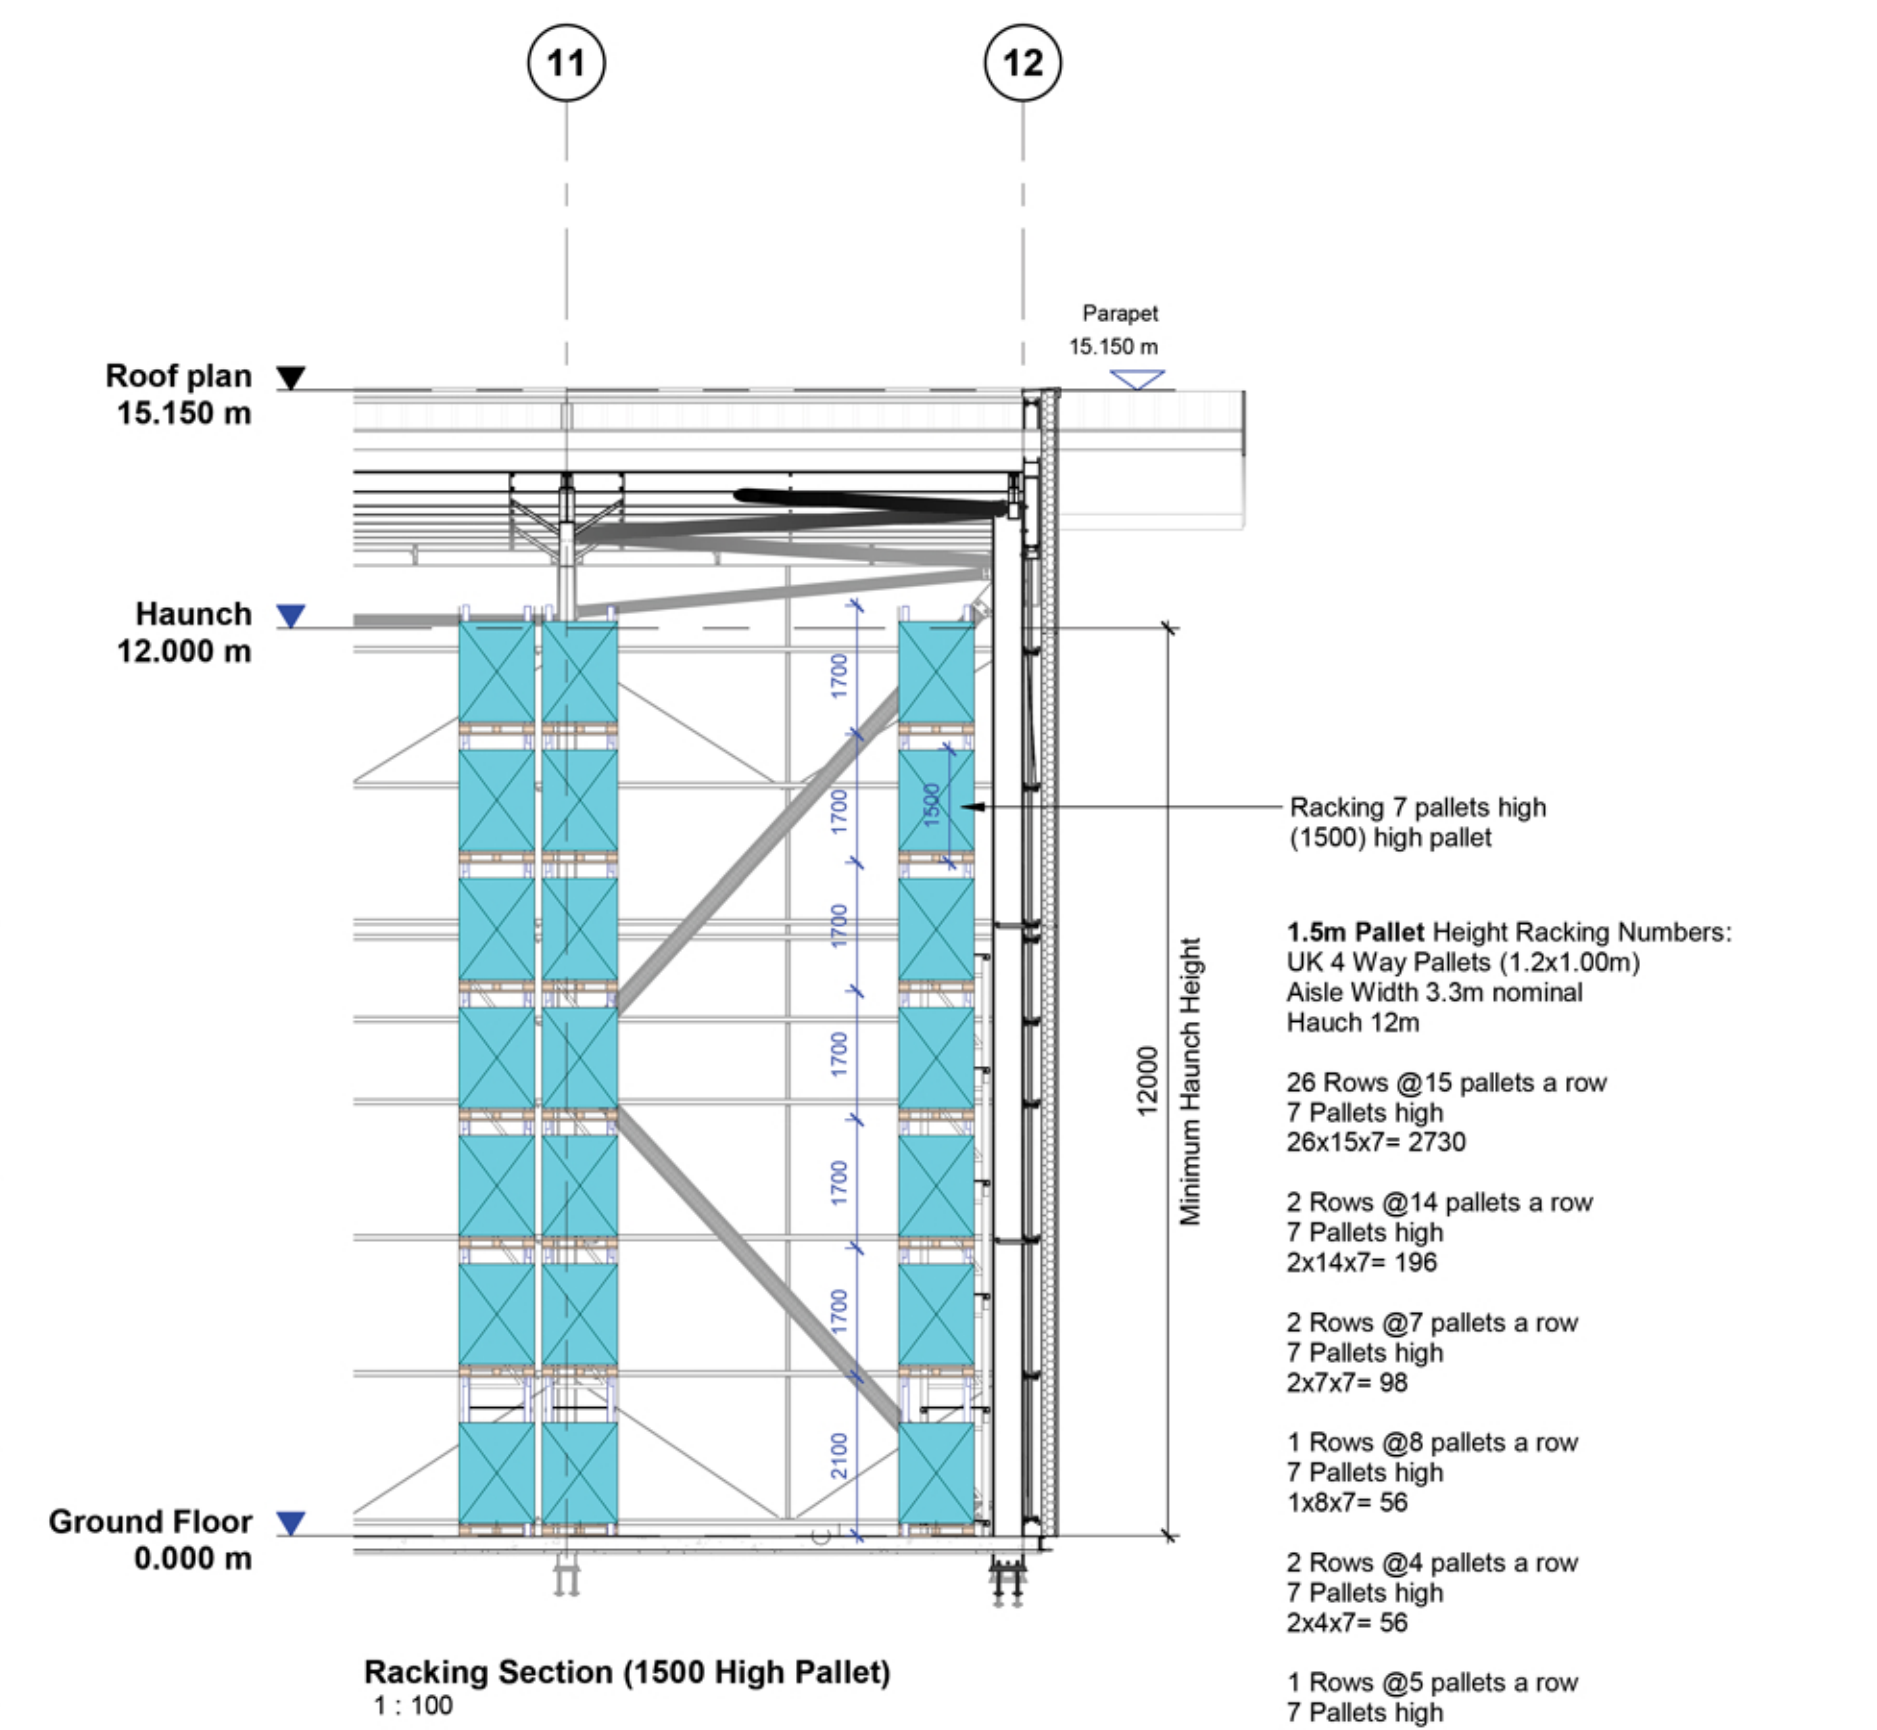 11
12
Parapet
15.150 m
Roof plan
15.150 m
Haunch
12.000 m
1700
1700
1500
1700
1700
1700
1700
2100
12000
Minimum Haunch Height
Racking 7 pallets high
(1500) high pallet
1.5m Pallet Height Racking Numbers:
UK 4 Way Pallets (1.2x1.00m)
Aisle Width 3.3m nominal
Hauch 12m
26 Rows @15 pallets a row
7 Pallets high
26x15x7= 2730
2 Rows @14 pallets a row
7 Pallets high
2x14x7= 196
2 Rows @7 pallets a row
7 Pallets high
2x7x7= 98
1 Rows @8 pallets a row
7 Pallets high
1x8x7= 56
2 Rows @4 pallets a row
7 Pallets high
2x4x7= 56
1 Rows @5 pallets a row
7 Pallets high
Ground Floor
0.000 m
Racking Section (1500 High Pallet)
1 : 100